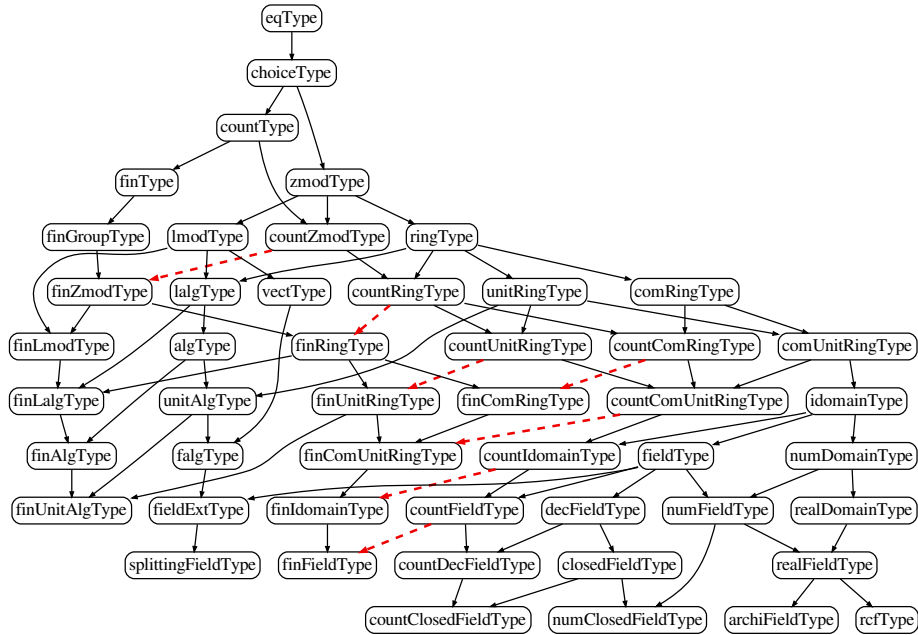 eqType
choiceType
countType
finType
zmodType
finGroupType
lmodType
countZmodType
ringType
finZmodType
lalgType
vectType
countRingType
unitRingType
comRingType
finLmodType
algType
finRingType
countUnitRingType
countComRingType
comUnitRingType
finLalgType
unitAlgType
finUnitRingType
finComRingType
countComUnitRingType
idomainType
finAlgType
falgType
finComUnitRingType
countIdomainType
fieldType
numDomainType
finUnitAlgType
fieldExtType
finIdomainType
countFieldType
decFieldType
numFieldType
realDomainType
splittingFieldType
finFieldType
countDecFieldType
closedFieldType
realFieldType
countClosedFieldType
numClosedFieldType
archiFieldType
rcfType